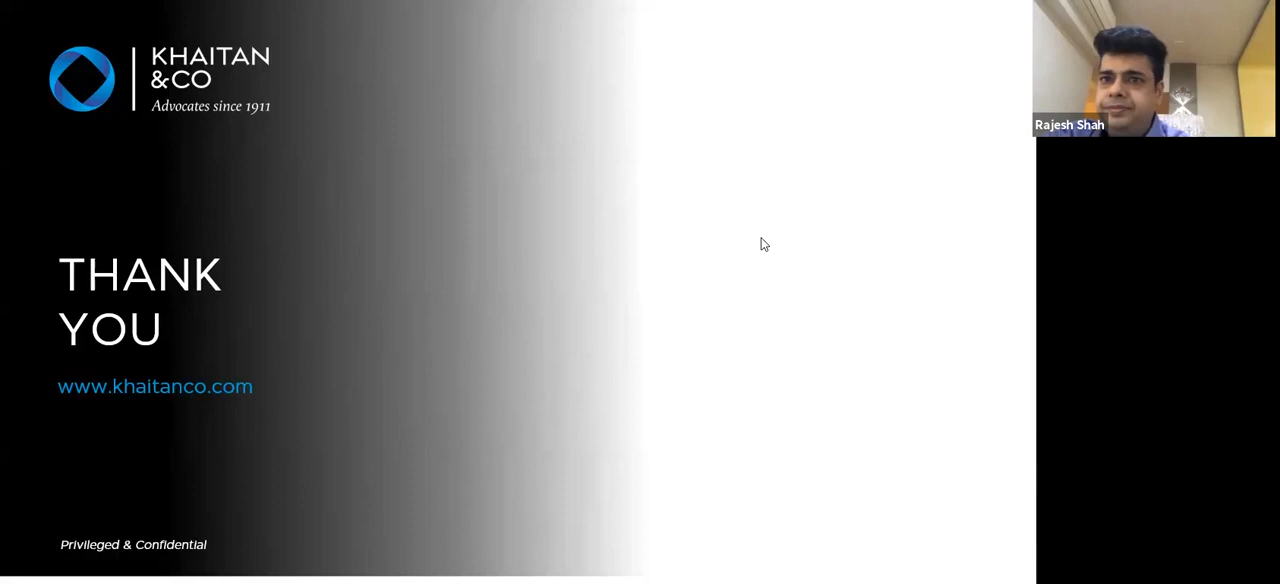 KHAITAN
&CO
Advocates since 1911
Rajesh Shah
THANK
YOU
www.khaitanco.com
Privileged & Confidential